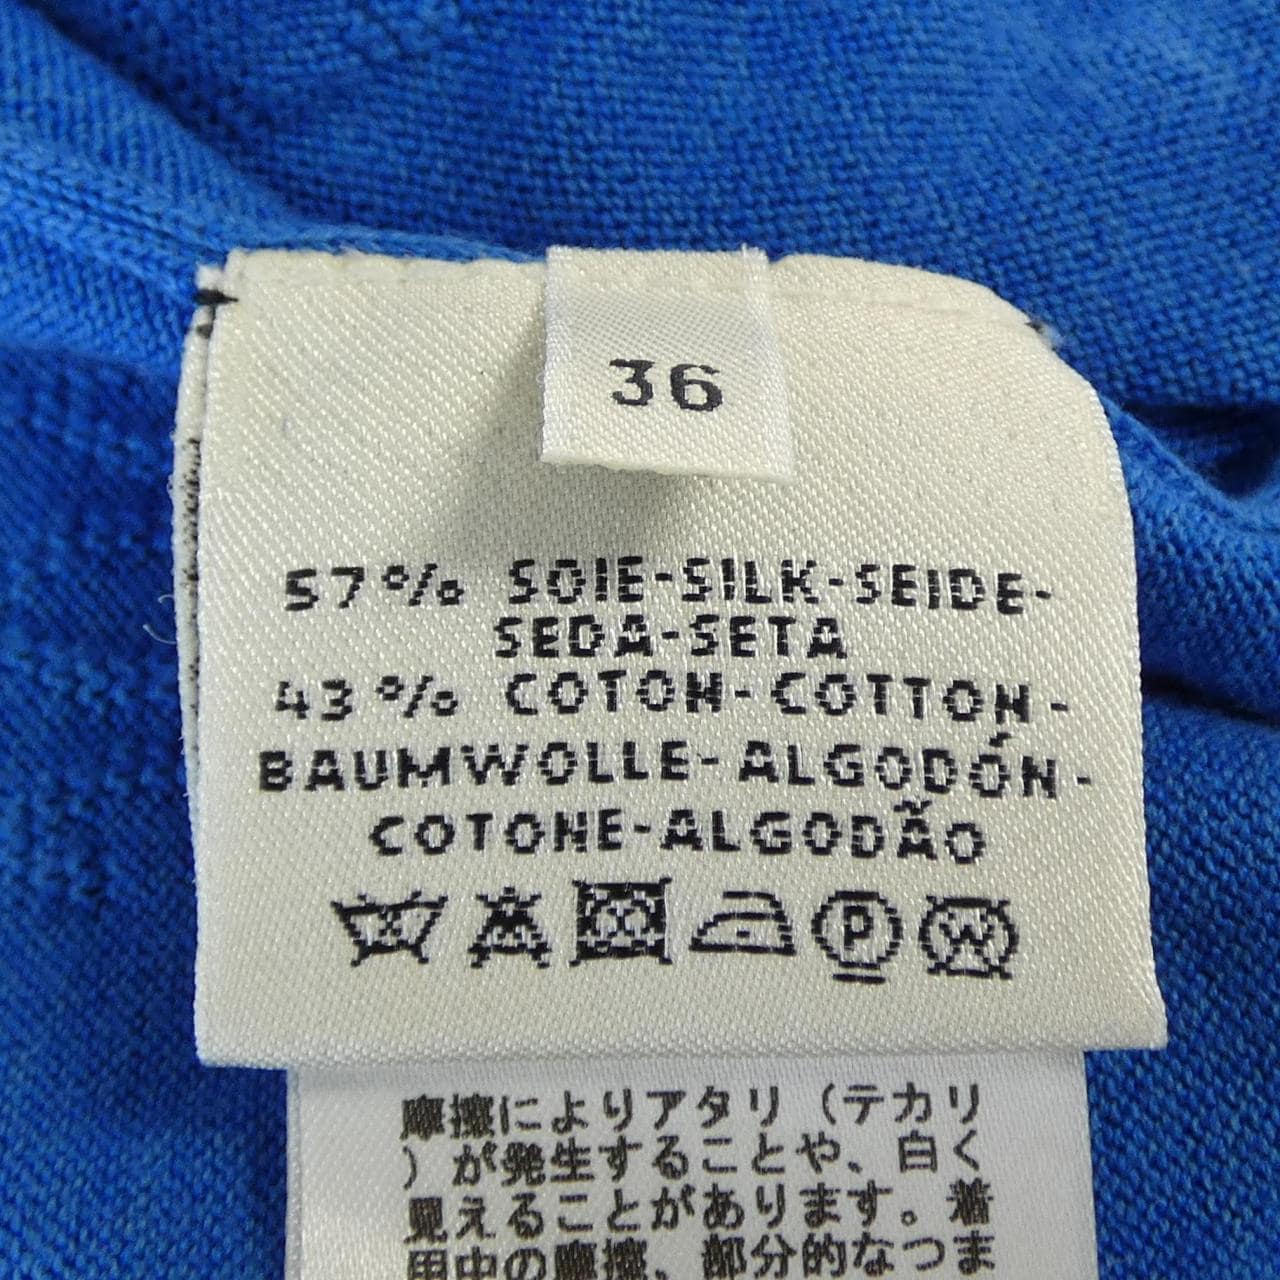 36
57% SOIE-SILK-SEIDE-
SEDA-SETA
43% COTON-COTTON-
BAUMWOLLE-ALGODÓN-
COTONE-ALGODÃO
P W
摩擦によりアタリ（テカリ
）が発生することや、白く
見えることがあります。着
用中の摩擦、部分的なつま